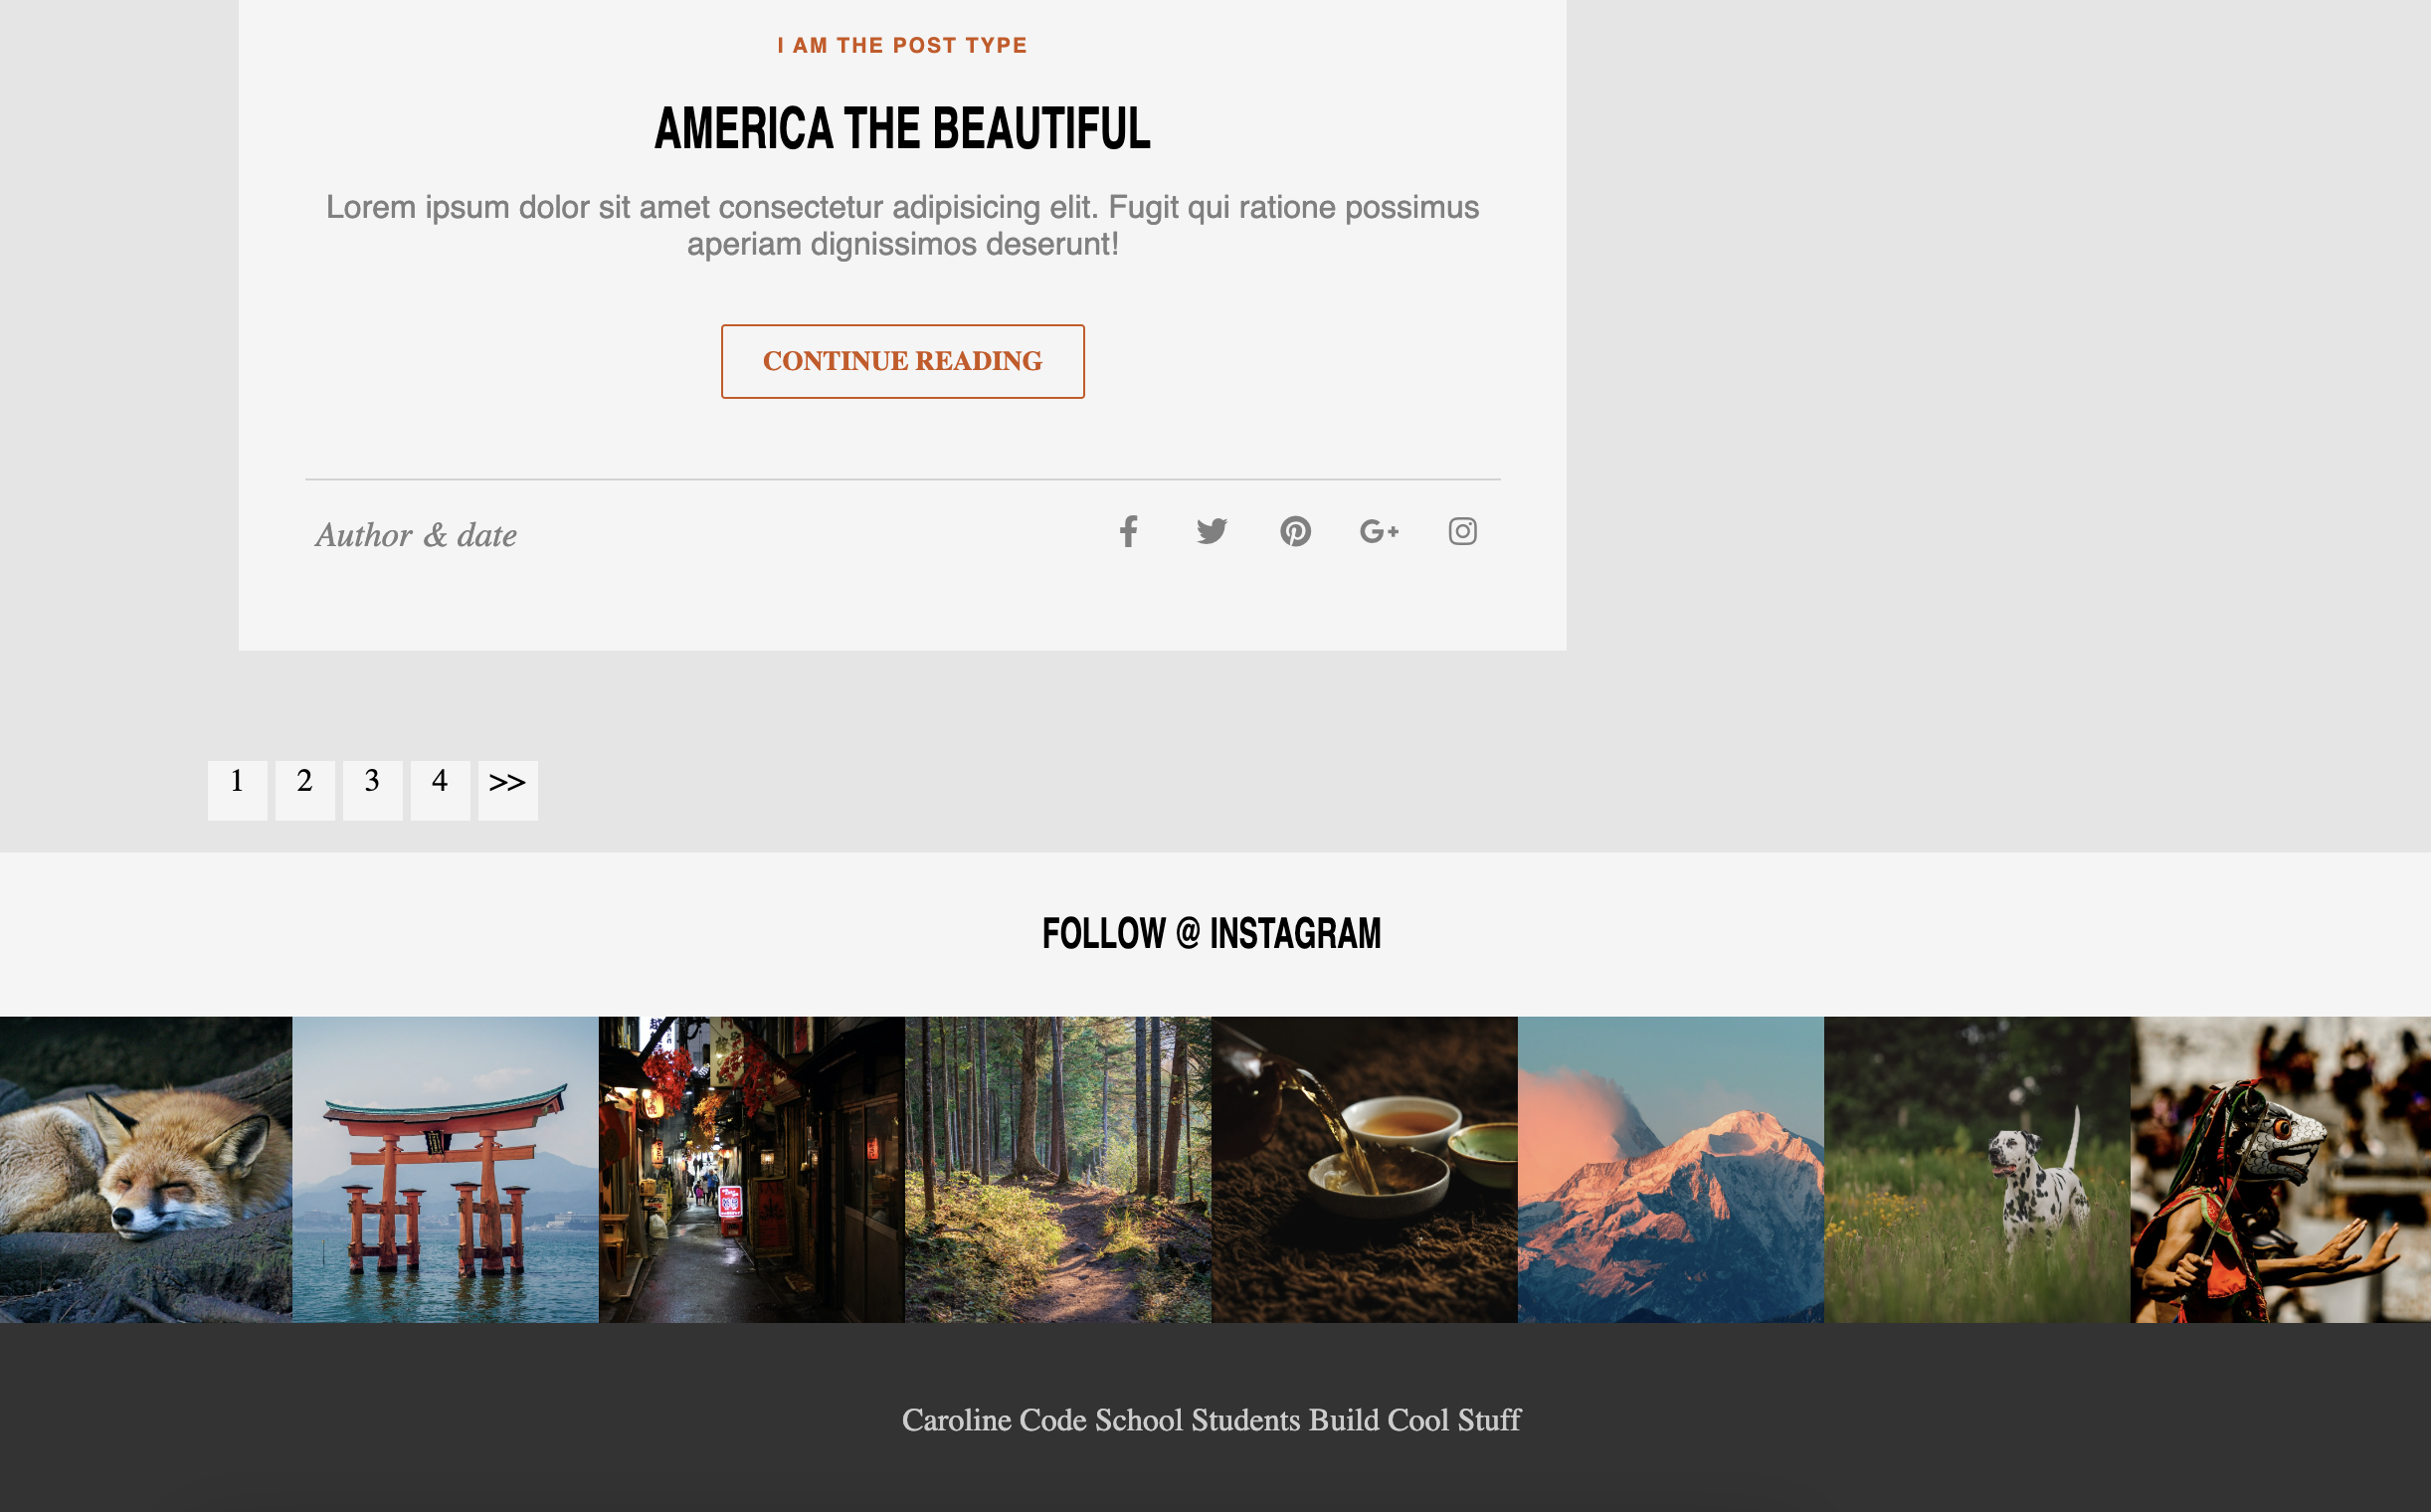 I AM THE POST TYPE
AMERICA THE BEAUTIFUL
Lorem ipsum dolor sit amet consectetur adipisicing elit. Fugit qui ratione possimus
aperiam dignissimos deserunt!
CONTINUE READING
Author & date
1 2 3 4 >>
FOLLOW @ INSTAGRAM
Caroline Code School Students Build Cool Stuff